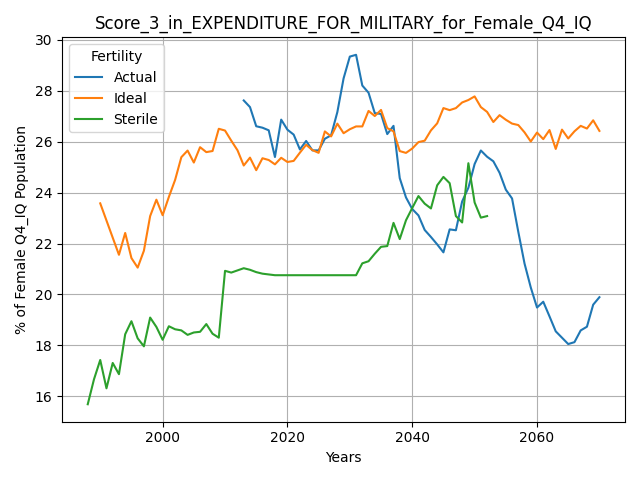 Score_3_in_EXPENDITURE_FOR_MILITARY_for_Female_Q4_IQ
% of Female Q4_IQ Population
30
28
26
24
22
20
18
16
Fertility
Actual
Ideal
Sterile
2000
2020
2040
2060
Years